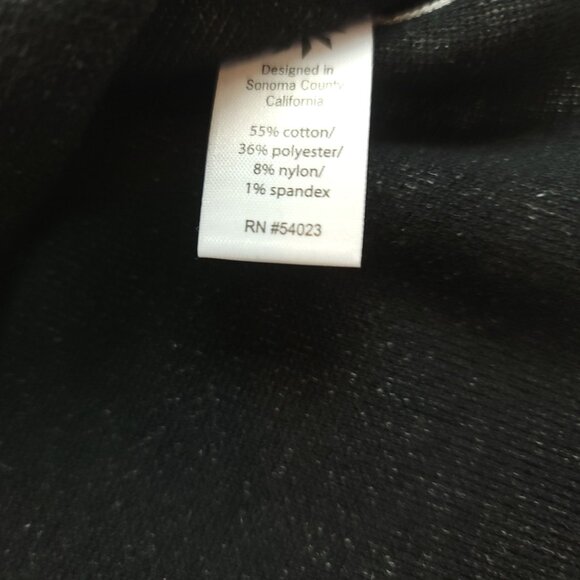 Designed in
Sonoma County
California
55% cotton/
36% polyester/
8% nylon/
1% spandex
RN #54023